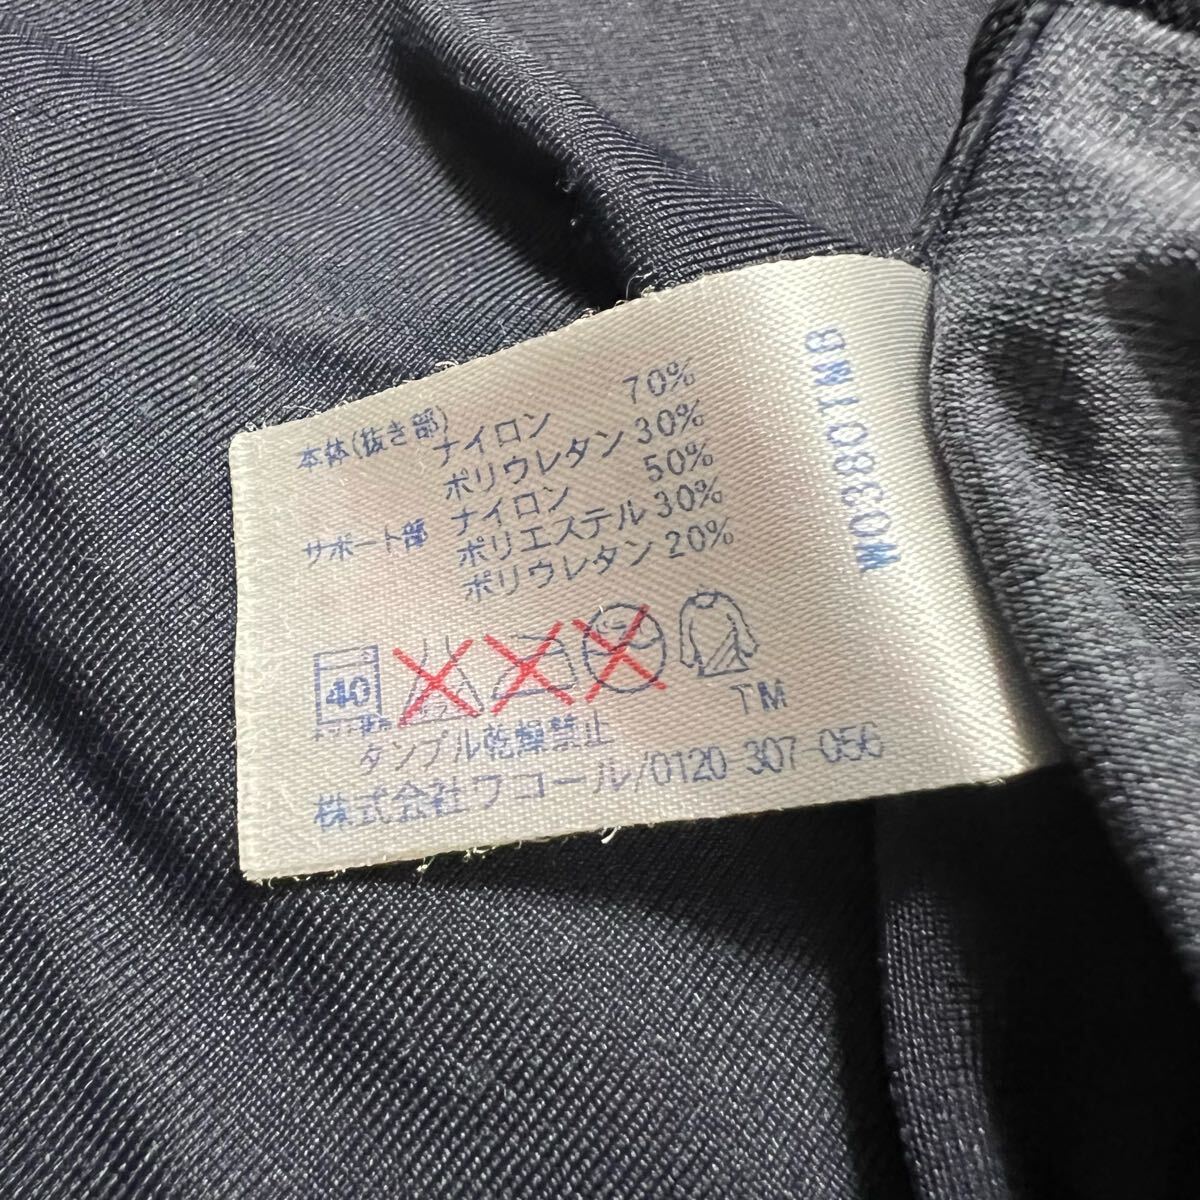 本体(抜き部)
ナイロン 70%
ポリウレタン 30%
サポート部
ナイロン 50%
ポリエステル 30%
ポリウレタン 20%
40
TM
タンブル乾燥禁止
株式会社ワコール/0120 307-056